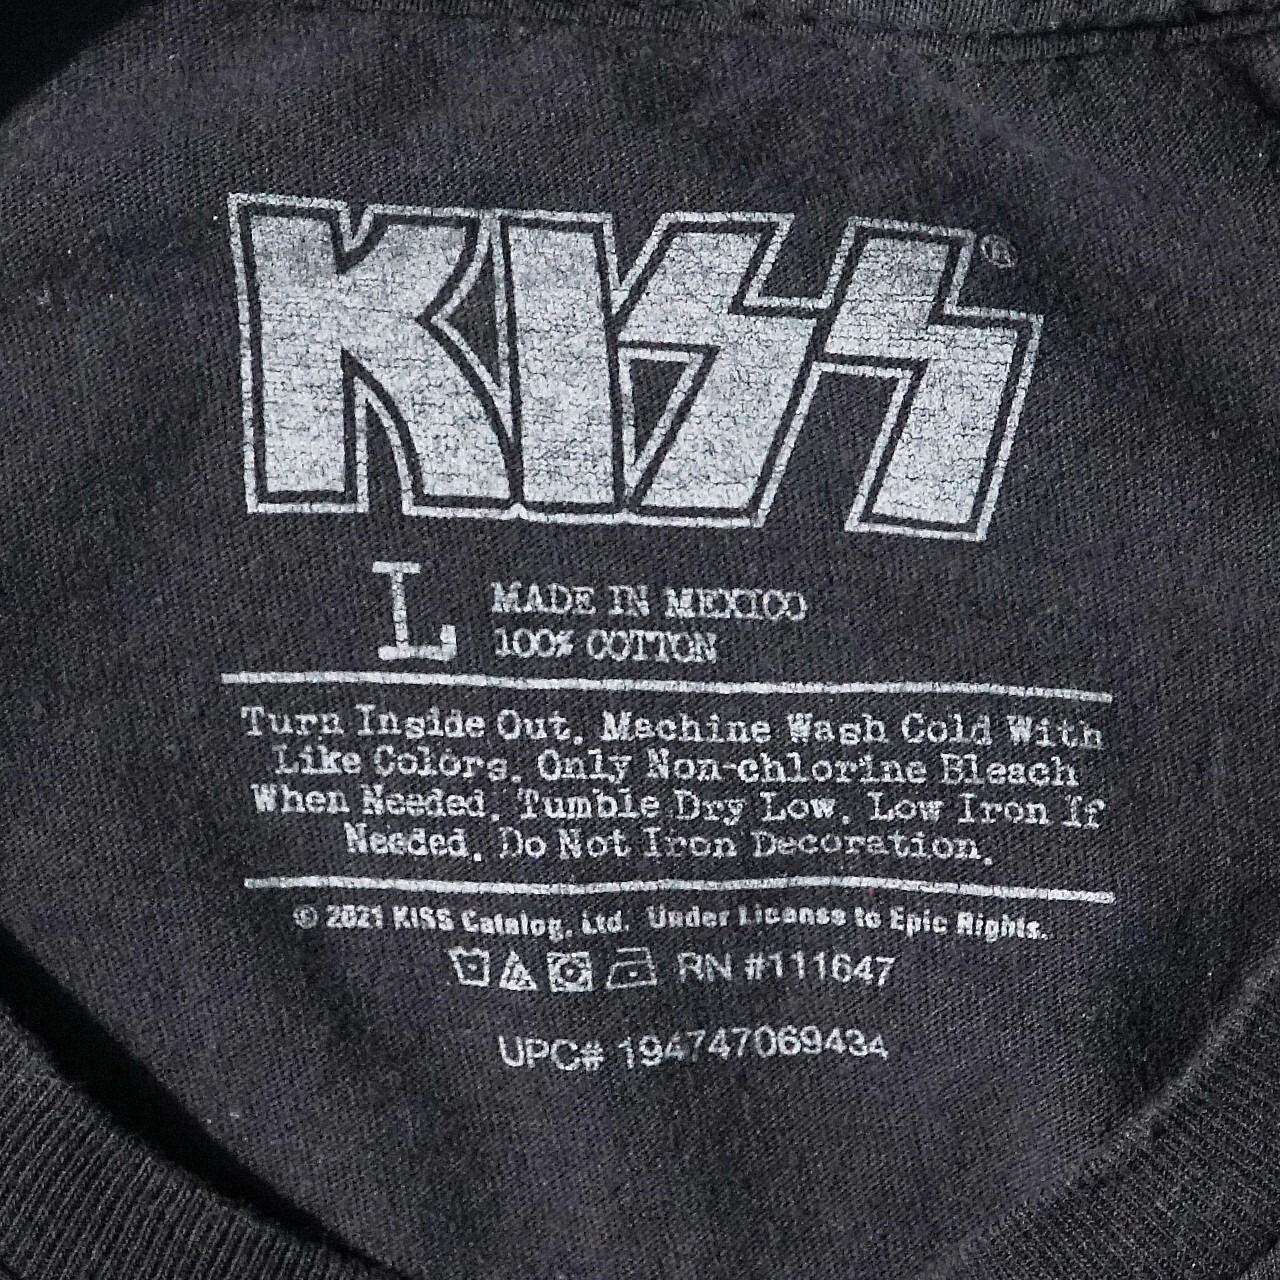 KISS®
L
MADE IN MEXICO
100% COTTON
Turn Inside Out. Machine Wash Cold With
Like Colors. Only Non-chlorine Bleach
When Needed. Tumble Dry Low. Low Iron If
Needed. Do Not Iron Decoration.
© 2021 KISS Catalog, Ltd. Under License to Epic Rights.
RN #111647
UPC# 194747069434